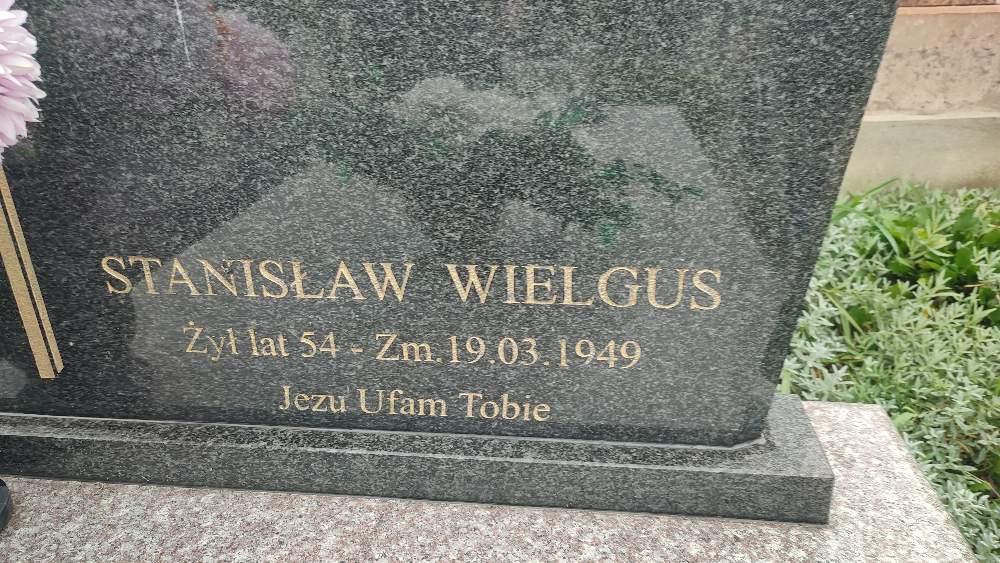 STANISŁAW WIELGUS
Żył lat 54 - Zm. 19.03.1949
Jezu Ufam Tobie